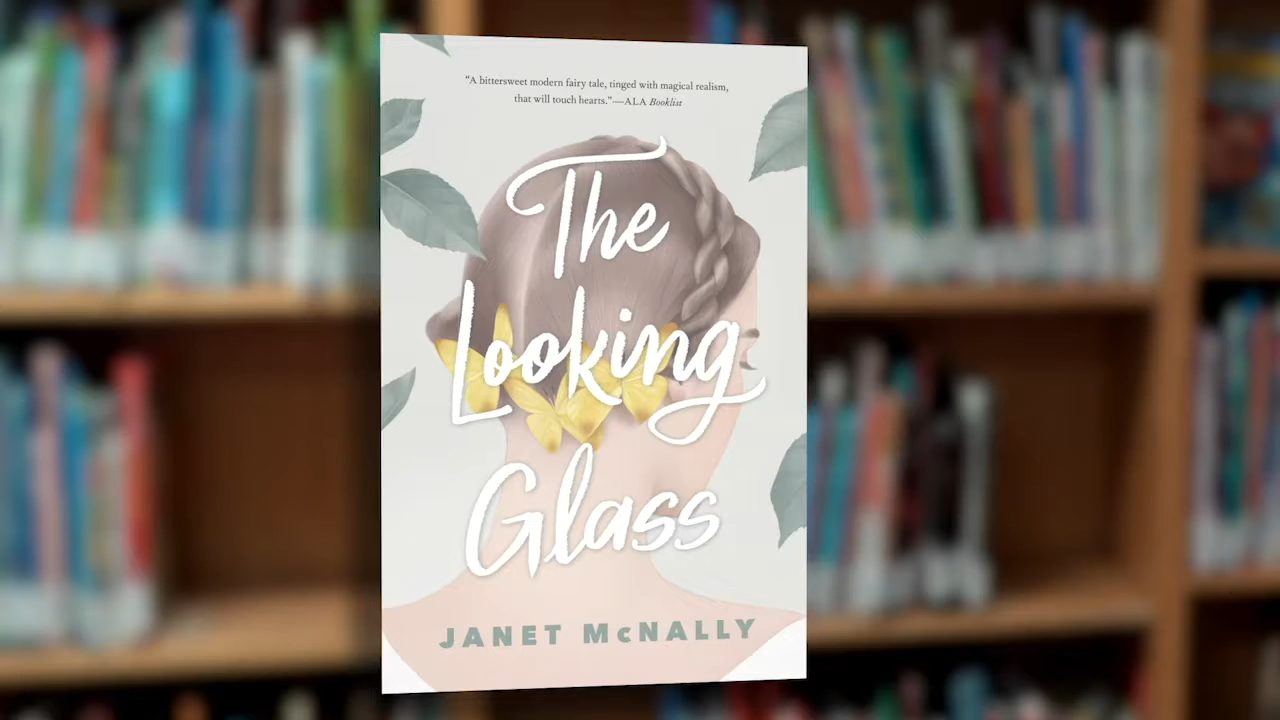 “A bittersweet modern fairy tale, tinged with magical realism,
that will touch hearts.”—ALA Booklist
The
Looking
Glass
JANET McNALLY